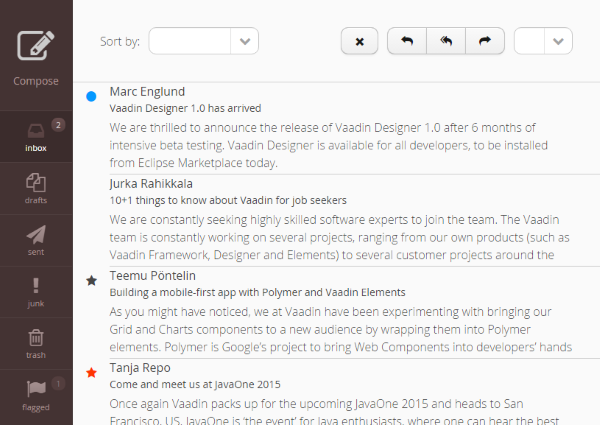 Compose
inbox
2
drafts
sent
junk
trash
flagged
1
Sort by:
Marc Englund
Vaadin Designer 1.0 has arrived
We are thrilled to announce the release of Vaadin Designer 1.0 after 6 months of
intensive beta testing. Vaadin Designer is available for all developers, to be installed
from Eclipse Marketplace today.
Jurka Rahikkala
10+1 things to know about Vaadin for job seekers
We are constantly seeking highly skilled software experts to join the team. The Vaadin
team is constantly working on several projects, ranging from our own products (such as
Vaadin Framework, Designer and Elements) to several customer projects around the
Teemu Pöntelin
Building a mobile-first app with Polymer and Vaadin Elements
As you might have noticed, we at Vaadin have been experimenting with bringing our
Grid and Charts components to a new audience by wrapping them into Polymer
elements. Polymer is Google's project to bring Web Components into developers' hands
Tanja Repo
Come and meet us at JavaOne 2015
Once again Vaadin packs up for the upcoming JavaOne 2015 and heads to San
Francisco, US. JavaOne is 'the event' for Java enthusiasts, where one can hear the best